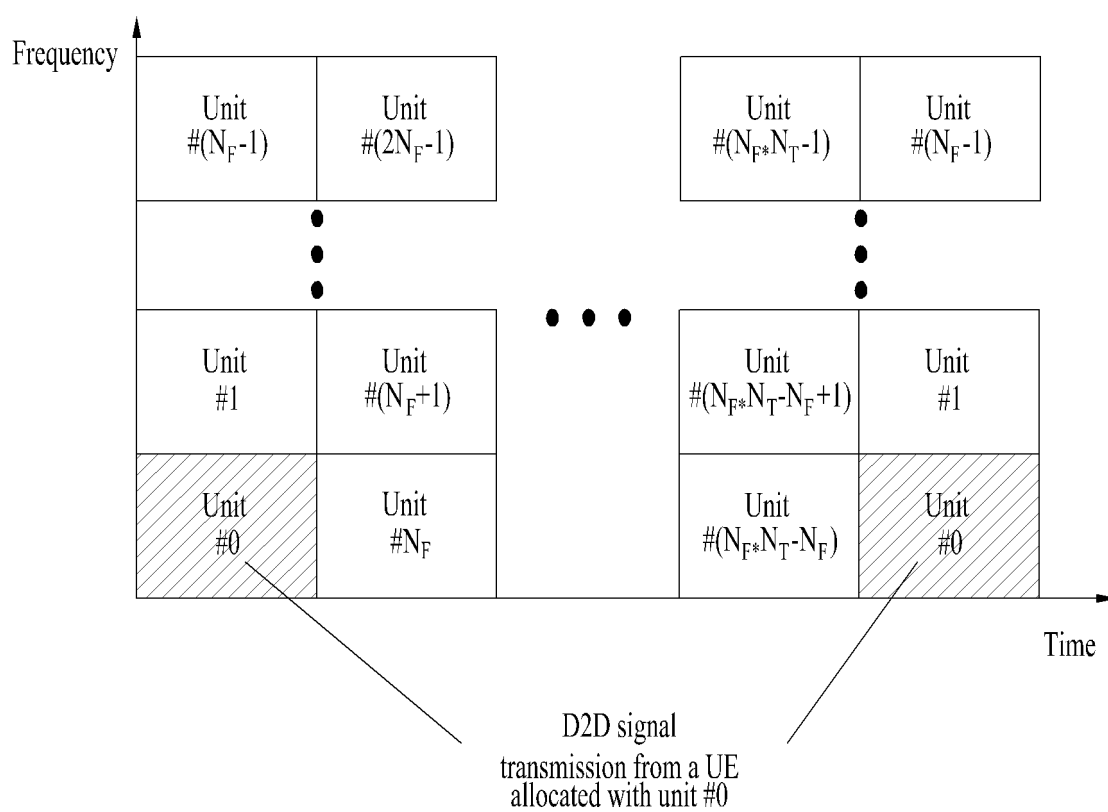 Frequency
Unit
#(N_F-1)
Unit
#(2N_F-1)
Unit
#(N_F*N_T-1)
Unit
#(N_F-1)
Unit
#1
Unit
#(N_F+1)
Unit
#(N_F*N_T-N_F+1)
Unit
#1
Unit
#0
Unit
#N_F
Unit
#(N_F*N_T-N_F)
Unit
#0
Time
D2D signal
transmission from a UE
allocated with unit #0